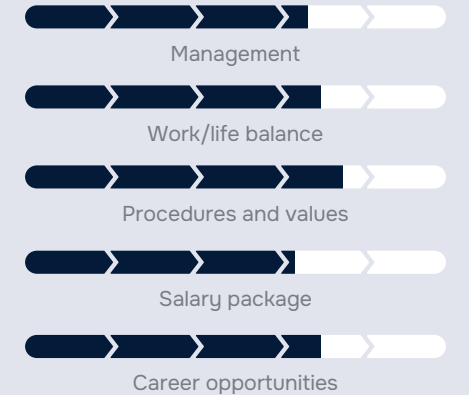 Management
Work/life balance
Procedures and values
Salary package
Career opportunities